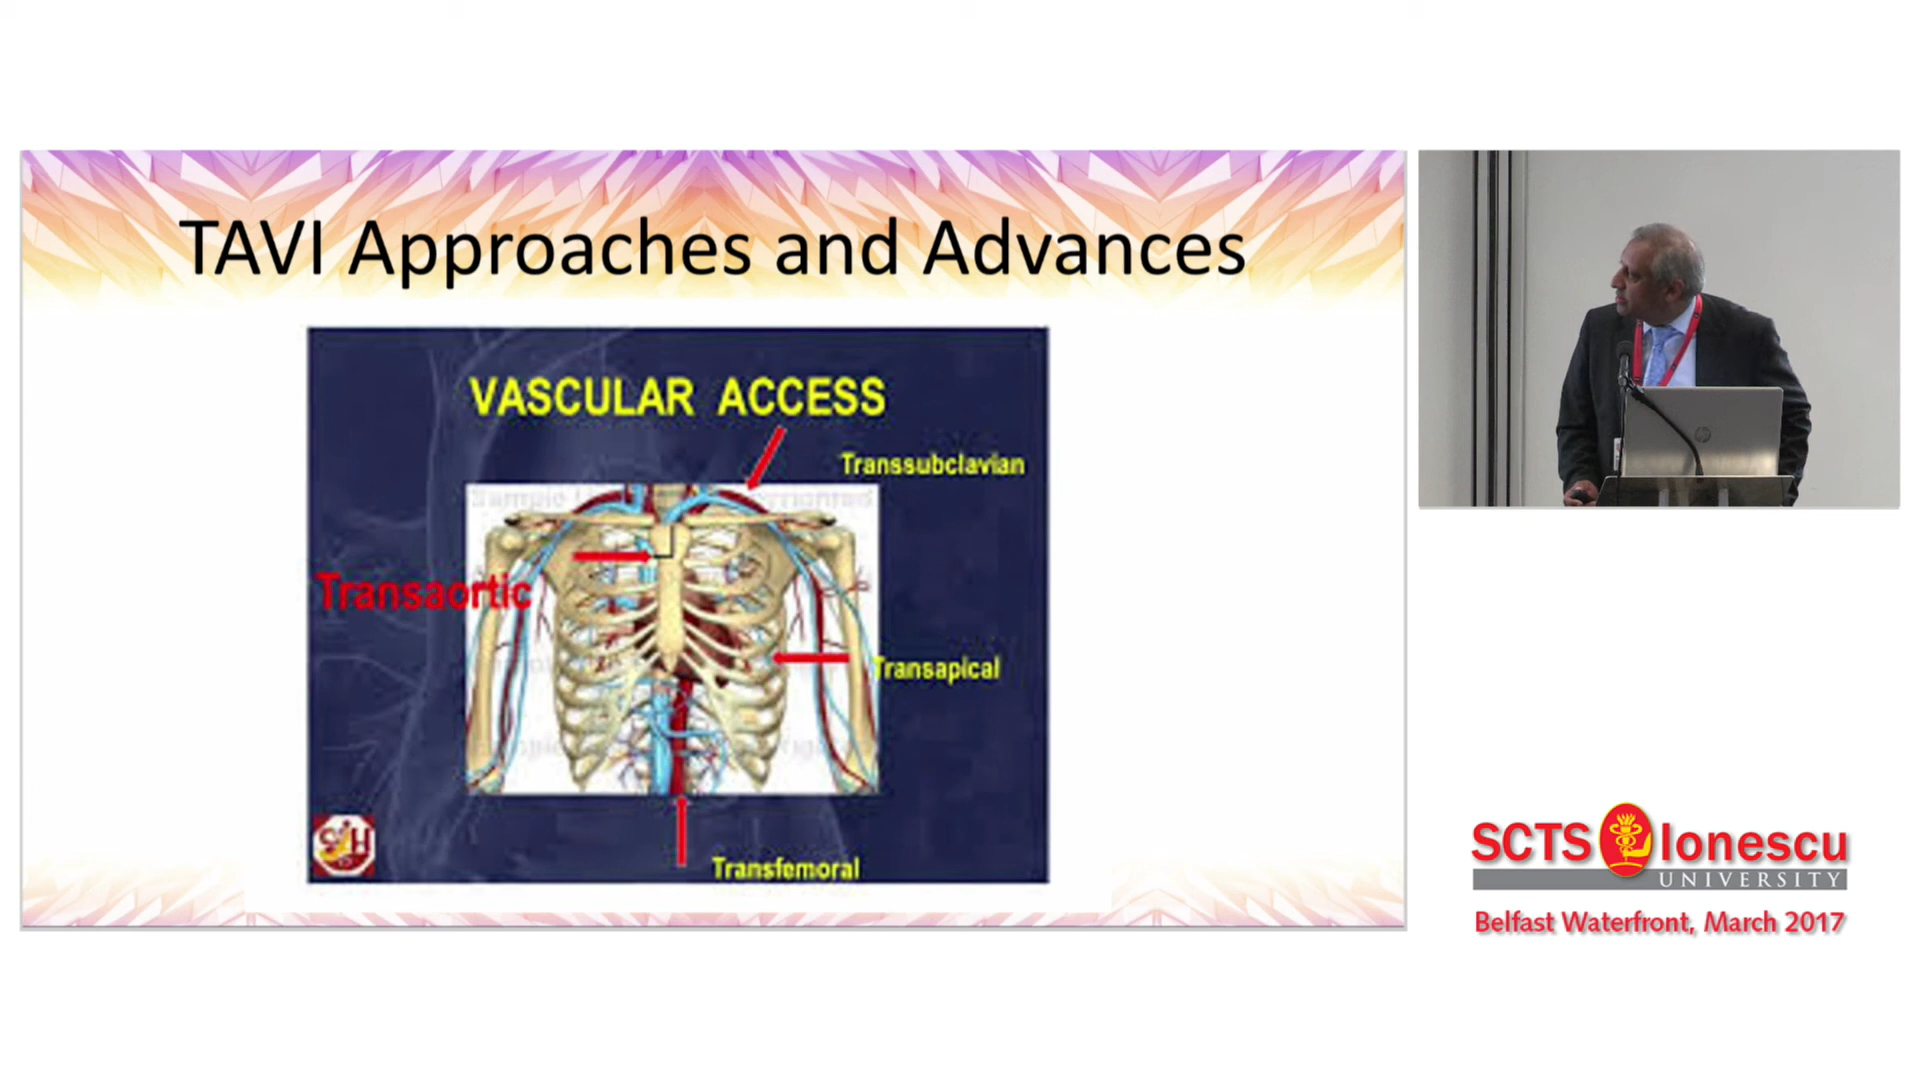 TAVI Approaches and Advances
VASCULAR ACCESS
Transsubclavian
Transaortic
Transapical
Transfemoral
SCTS Ionescu
UNIVERSITY
Belfast Waterfront, March 2017